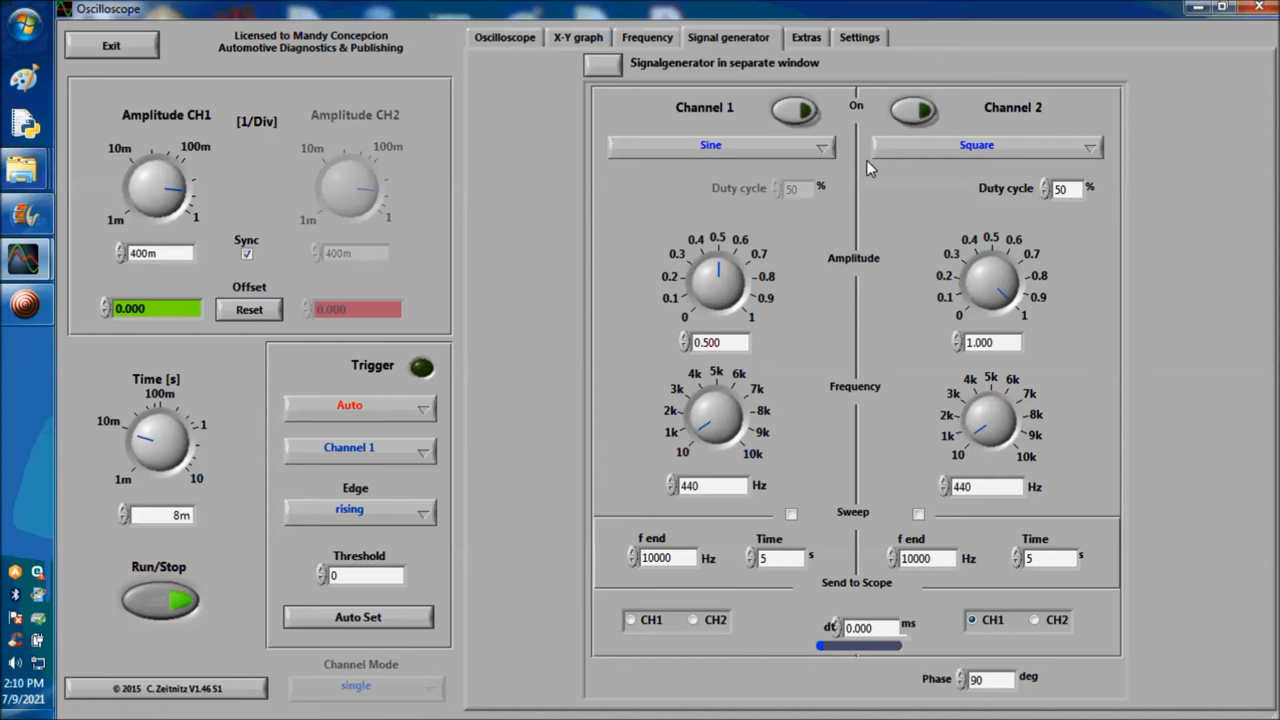 Oscilloscope
Exit
Licensed to Mandy Concepcion
Automotive Diagnostics & Publishing
Amplitude CH1
[1/Div]
Amplitude CH2
10m
100m
1m
1
10m
100m
1m
1
400m
Sync
400m
Offset
0.000
Reset
0.000
Time [s]
100m
10m
1
1m
10
8m
Run/Stop
Trigger
Auto
Channel 1
Edge
rising
Threshold
0
Auto Set
Channel Mode
single
© 2015 C. Zeitnitz V1.46 S1
2:10 PM
7/9/2021
Oscilloscope
X-Y graph
Frequency
Signal generator
Extras
Settings
Signalgenerator in separate window
Channel 1
On
Channel 2
Sine
Square
Duty cycle
50
%
Duty cycle
50
%
Amplitude
0.4 0.5 0.6
0.3 0.7
0.2 0.8
0.1 0.9
0 1
0.500
0.4 0.5 0.6
0.3 0.7
0.2 0.8
0.1 0.9
0 1
1.000
Frequency
4k 5k 6k
3k 7k
2k 8k
1k 9k
10 10k
440 Hz
4k 5k 6k
3k 7k
2k 8k
1k 9k
10 10k
440 Hz
Sweep
f end
Time
10000 Hz
5 s
f end
Time
10000 Hz
5 s
Send to Scope
CH1
CH2
dt 0.000 ms
CH1
CH2
Phase 90 deg